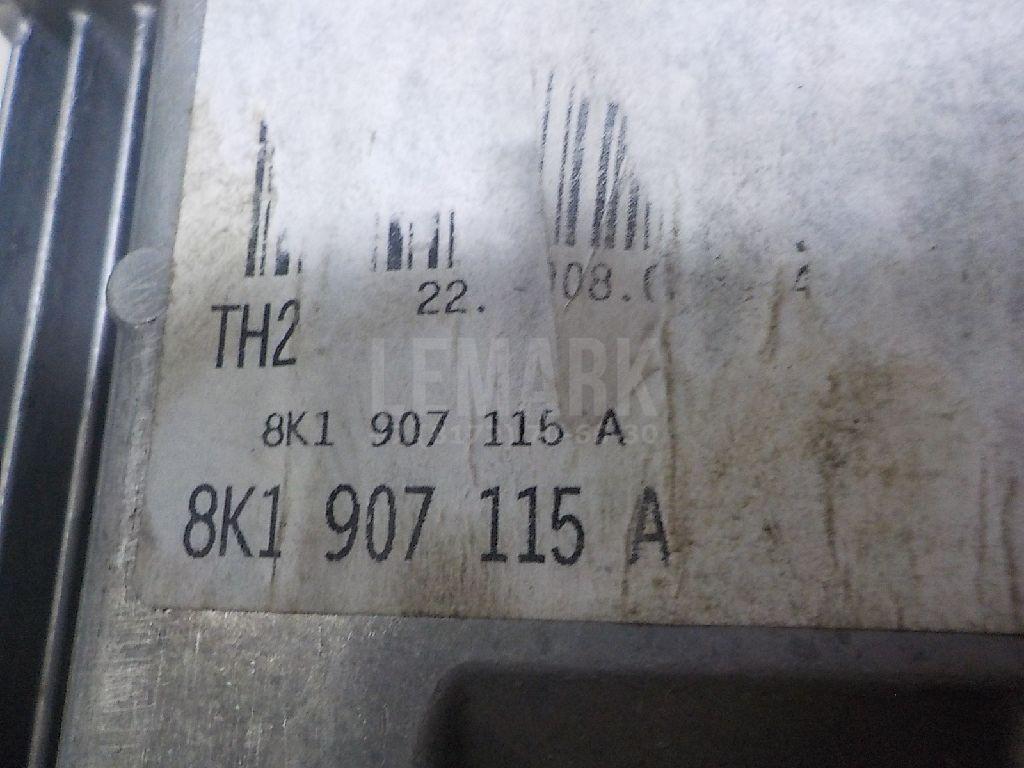 22.
TH2
LEMARK
8K1 907 115 A
8K1 907 115 A